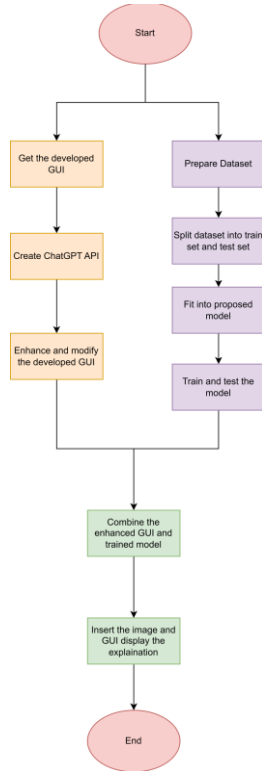 Start
Get the developed
GUI
Prepare Dataset
Create ChatGPT API
Split dataset into train
set and test set
Fit into proposed
model
Enhance and modify
the developed GUI
Train and test the
model
Combine the
enhanced GUI and
trained model
Insert the image and
GUI display the
explaination
End